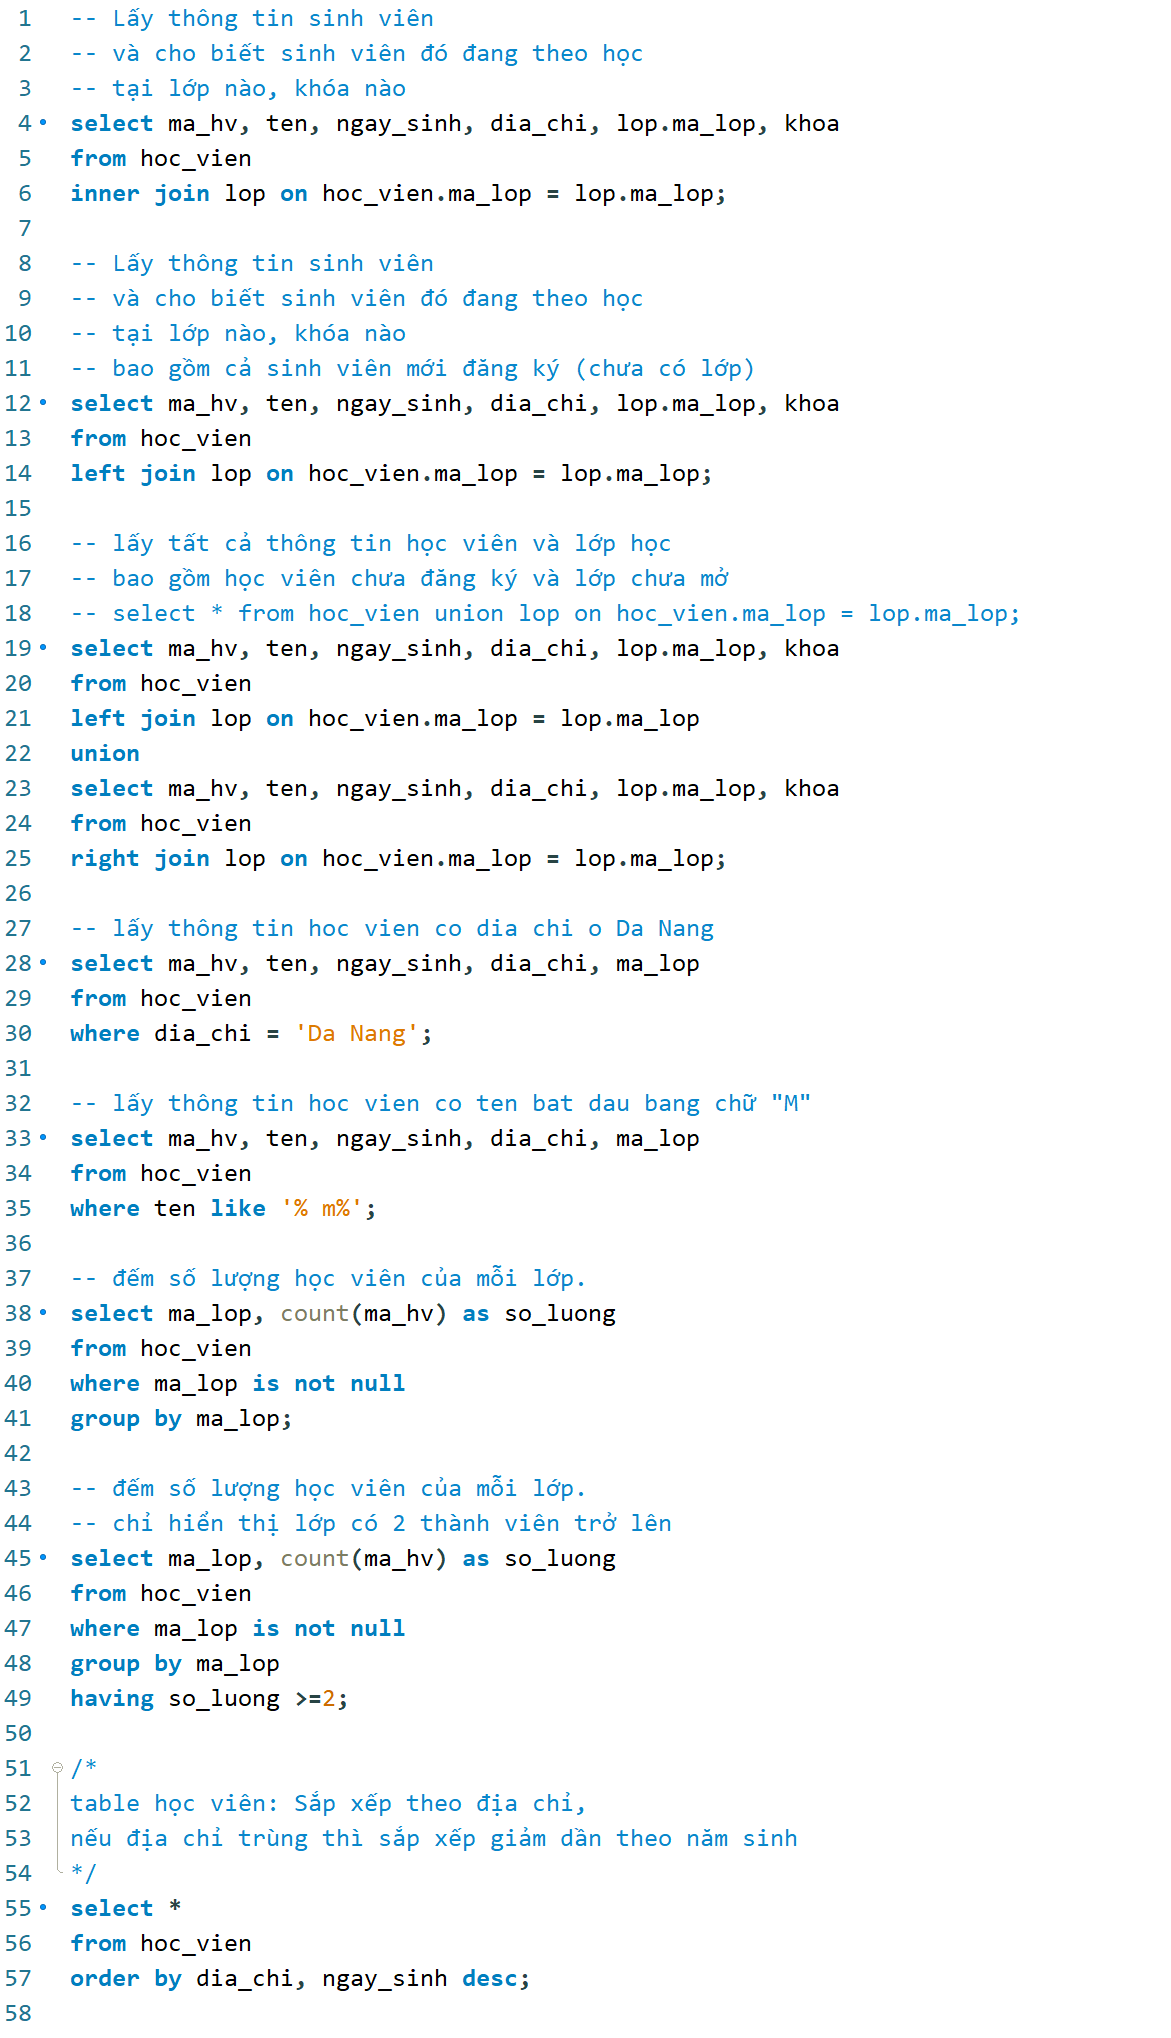 1 -- Lấy thông tin sinh viên
2 -- và cho biết sinh viên đó đang theo học
3 -- tại lớp nào, khóa nào
4 select ma_hv, ten, ngay_sinh, dia_chi, lop.ma_lop, khoa
5 from hoc_vien
6 inner join lop on hoc_vien.ma_lop = lop.ma_lop;
7
8 -- Lấy thông tin sinh viên
9 -- và cho biết sinh viên đó đang theo học
10 -- tại lớp nào, khóa nào
11 -- bao gồm cả sinh viên mới đăng ký (chưa có lớp)
12 select ma_hv, ten, ngay_sinh, dia_chi, lop.ma_lop, khoa
13 from hoc_vien
14 left join lop on hoc_vien.ma_lop = lop.ma_lop;
15
16 -- lấy tất cả thông tin học viên và lớp học
17 -- bao gồm học viên chưa đăng ký và lớp chưa mở
18 -- select * from hoc_vien union lop on hoc_vien.ma_lop = lop.ma_lop;
19 select ma_hv, ten, ngay_sinh, dia_chi, lop.ma_lop, khoa
20 from hoc_vien
21 left join lop on hoc_vien.ma_lop = lop.ma_lop
22 union
23 select ma_hv, ten, ngay_sinh, dia_chi, lop.ma_lop, khoa
24 from hoc_vien
25 right join lop on hoc_vien.ma_lop = lop.ma_lop;
26
27 -- lấy thông tin hoc vien co dia chi o Da Nang
28 select ma_hv, ten, ngay_sinh, dia_chi, ma_lop
29 from hoc_vien
30 where dia_chi = 'Da Nang';
31
32 -- lấy thông tin hoc vien co ten bat dau bang chữ "M"
33 select ma_hv, ten, ngay_sinh, dia_chi, ma_lop
34 from hoc_vien
35 where ten like '% m%';
36
37 -- đếm số lượng học viên của mỗi lớp.
38 select ma_lop, count(ma_hv) as so_luong
39 from hoc_vien
40 where ma_lop is not null
41 group by ma_lop;
42
43 -- đếm số lượng học viên của mỗi lớp.
44 -- chỉ hiển thị lớp có 2 thành viên trở lên
45 select ma_lop, count(ma_hv) as so_luong
46 from hoc_vien
47 where ma_lop is not null
48 group by ma_lop
49 having so_luong >=2;
50
51 /*
52 table học viên: Sắp xếp theo địa chỉ,
53 nếu địa chỉ trùng thì sắp xếp giảm dần theo năm sinh
54 */
55 select *
56 from hoc_vien
57 order by dia_chi, ngay_sinh desc;
58